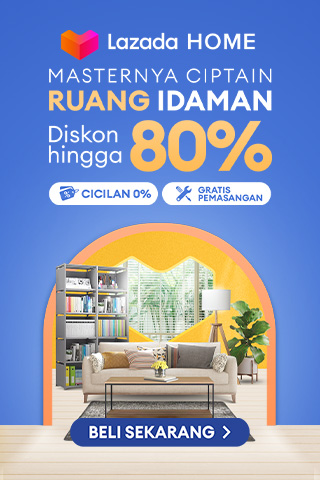 Lazada HOME
MASTERNYA CIPTAIN
RUANG IDAMAN
Diskon
hingga 80%
CICILAN 0%
GRATIS
PEMASANGAN
BELI SEKARANG >